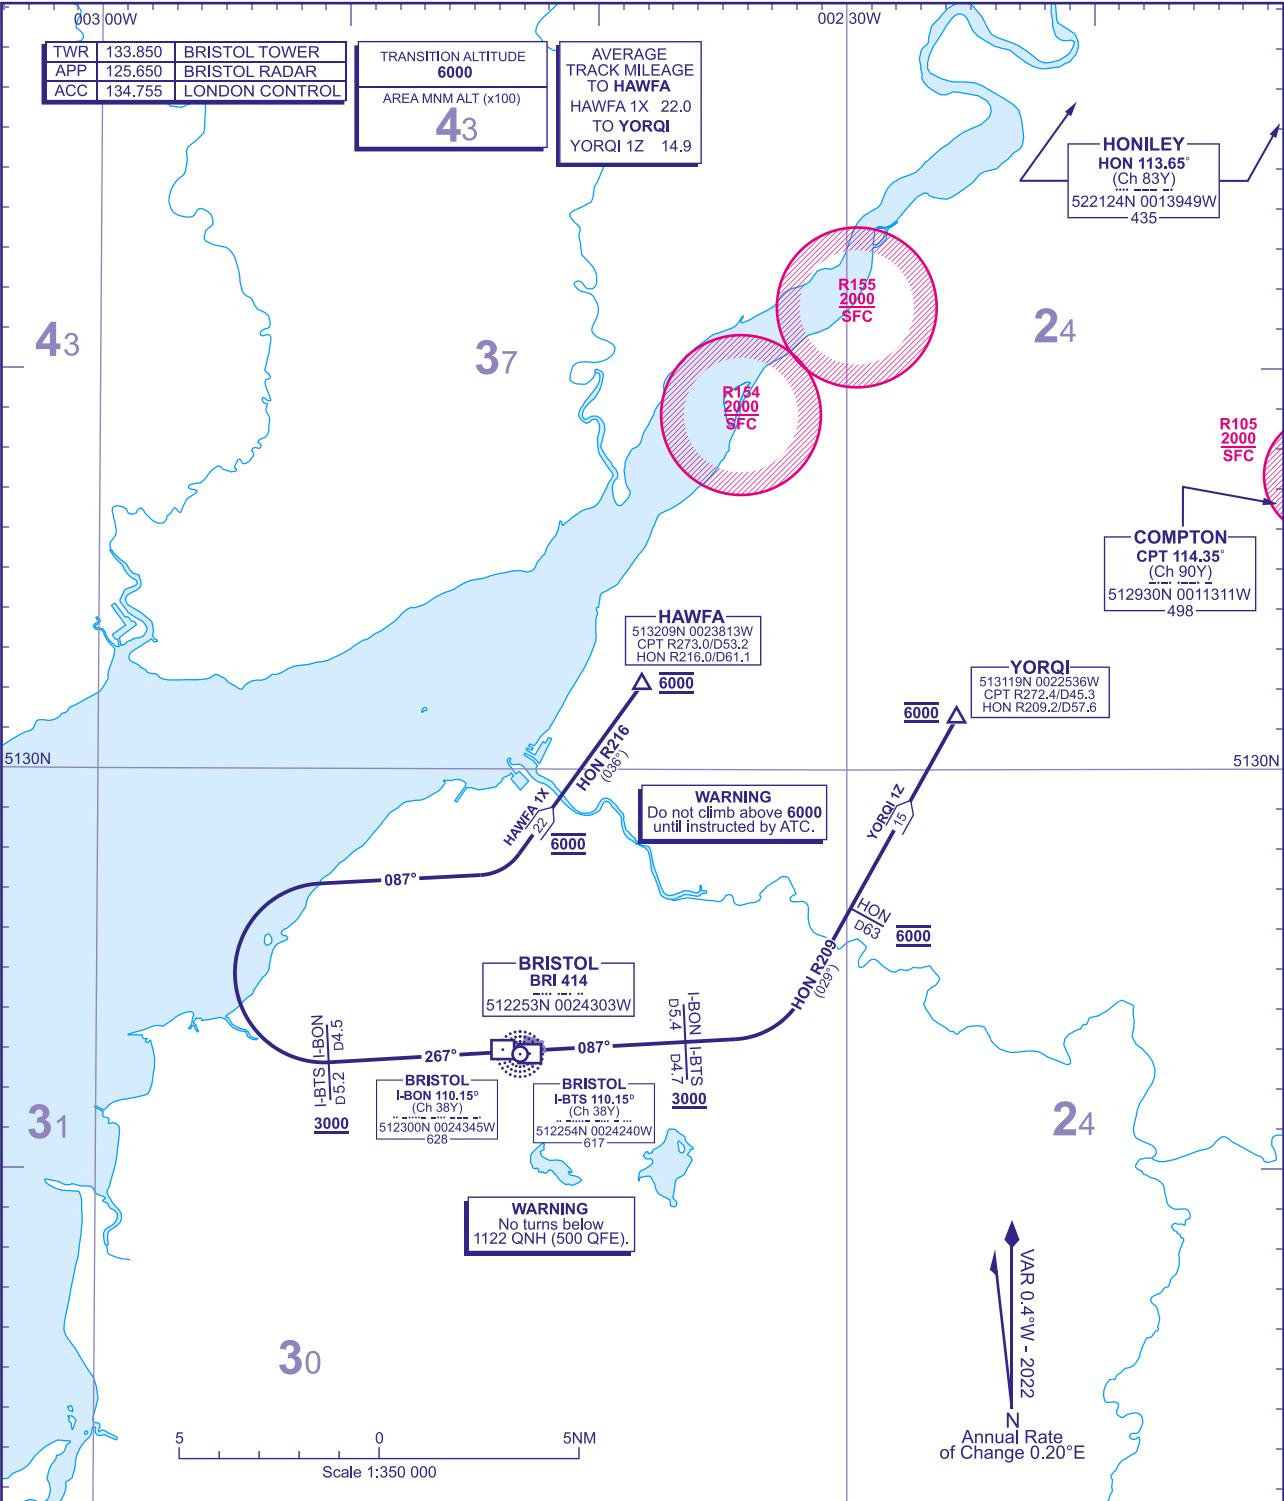 003 00W
002 30W
TWR 133.850 BRISTOL TOWER
APP 125.650 BRISTOL RADAR
ACC 134.755 LONDON CONTROL
TRANSITION ALTITUDE
6000
AREA MNM ALT (x100)
43
AVERAGE
TRACK MILEAGE
TO HAWFA
HAWFA 1X 22.0
TO YORQI
YORQI 1Z 14.9
HONILEY
HON 113.65°
(Ch 83Y)
522124N 0013949W
435
R155
2000
SFC
43
37
24
R154
2000
SFC
R105
2000
SFC
COMPTON
CPT 114.35°
(Ch 90Y)
512930N 0011311W
498
HAWFA
513209N 0023813W
CPT R273.0/D53.2
HON R216.0/D61.1
6000
YORQI
513119N 0022536W
CPT R272.4/D45.3
HON R209.2/D57.6
6000
5130N
5130N
HON R216
(036°)
HAWFA 1X
22
6000
WARNING
Do not climb above 6000
until instructed by ATC.
YORQI 1Z
15
087°
HON
D63
6000
HON R209
(029°)
BRISTOL
BRI 414
512253N 0024303W
I-BTS I-BON
D5.2 D4.5
3000
267°
087°
I-BON
D5.4
I-BTS
D4.7
3000
BRISTOL
I-BON 110.15°
(Ch 38Y)
512300N 0024345W
628
BRISTOL
I-BTS 110.15°
(Ch 38Y)
512254N 0024240W
617
31
24
WARNING
No turns below
1122 QNH (500 QFE).
30
VAR 0.4°W - 2022
N
Annual Rate
of Change 0.20°E
5 0 5NM
Scale 1:350 000